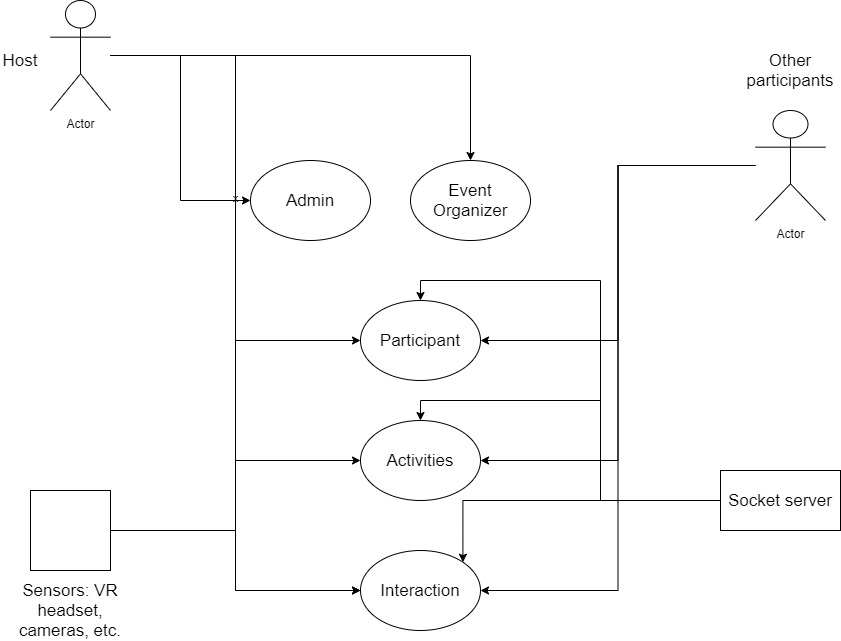 Host
Actor
Other
participants
Actor
Admin
Event
Organizer
Participant
Activities
Socket server
Interaction
Sensors: VR
headset,
cameras, etc.